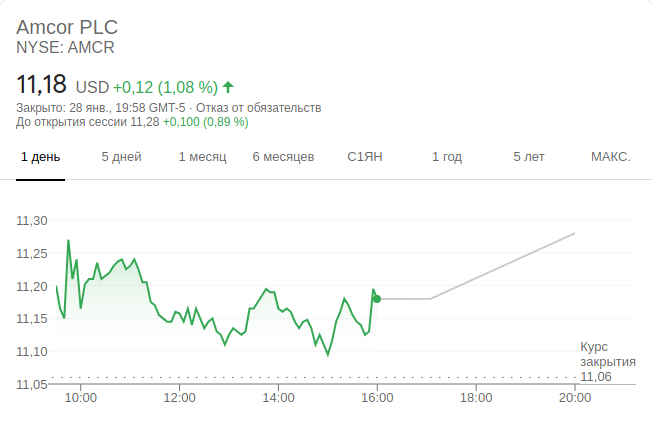 Amcor PLC
NYSE: AMCR
11,18 USD +0,12 (1,08 %)
Закрыто: 28 янв., 19:58 GMT-5 · Отказ от обязательств
До открытия сессии 11,28 +0,100 (0,89 %)
1 день 5 дней 1 месяц 6 месяцев С1ЯН 1 год 5 лет МАКС.
11,30
11,25
11,20
11,15
11,10
Курс
закрытия
11,06
11,05
10:00 12:00 14:00 16:00 18:00 20:00